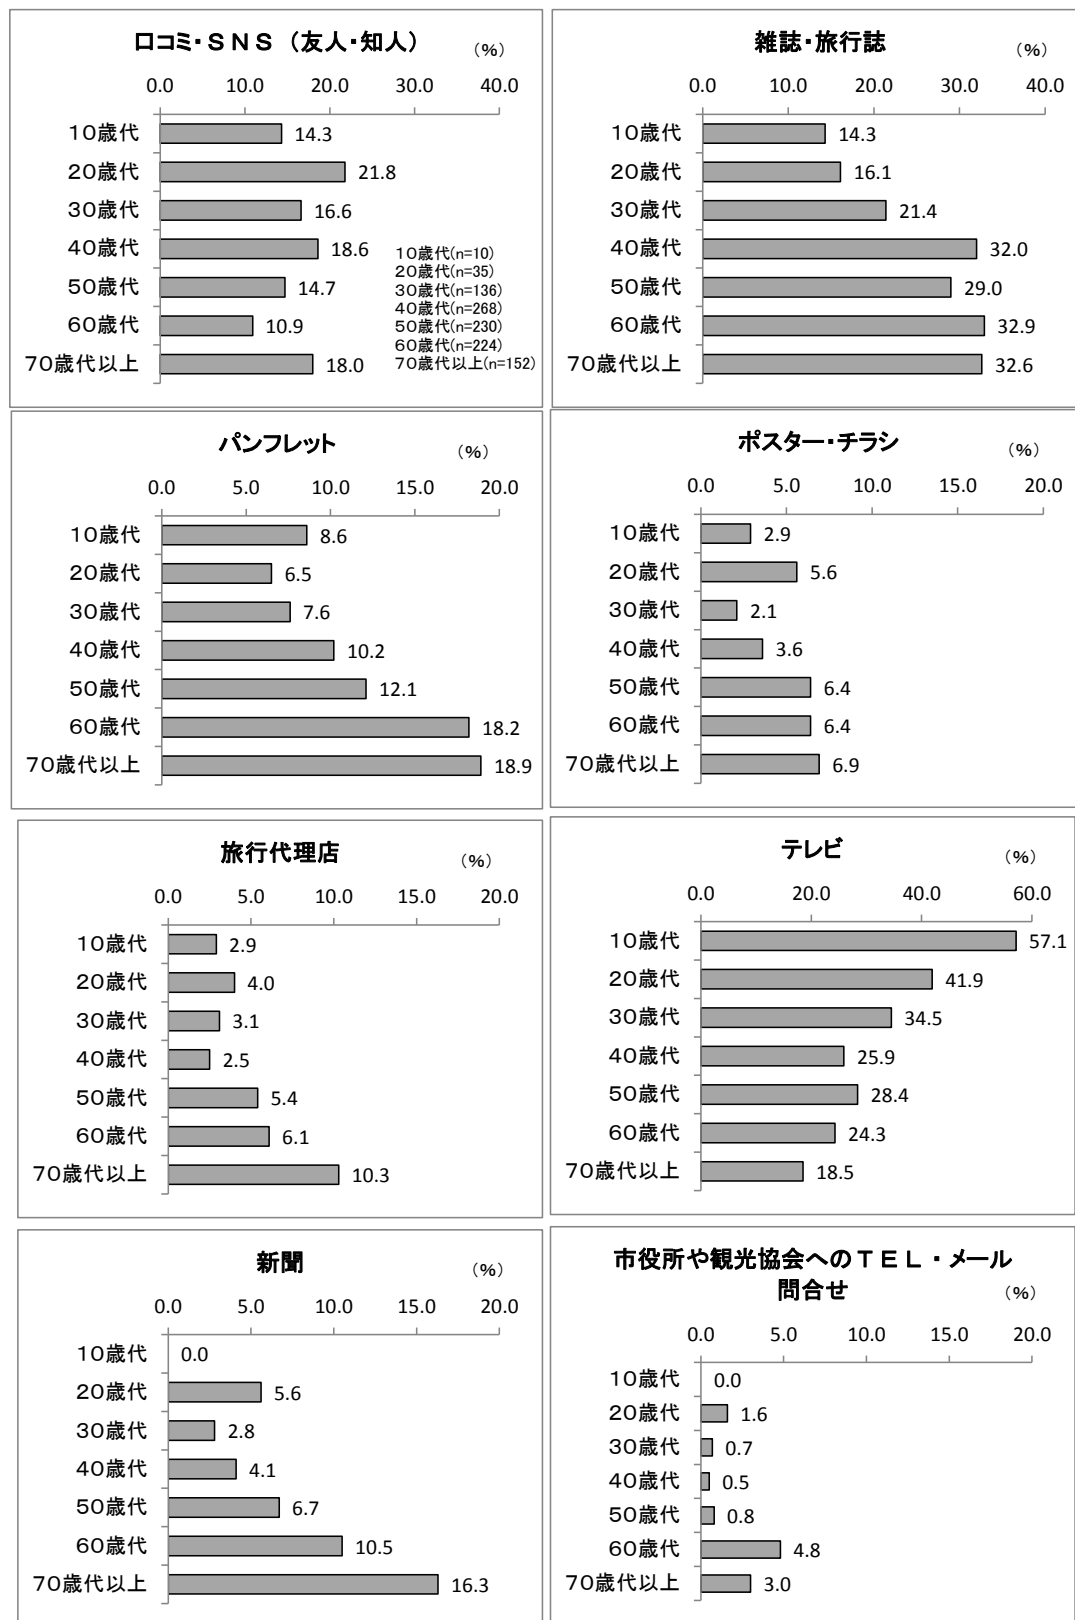 口コミ・ＳＮＳ（友人・知人）
（%）
0.0 10.0 20.0 30.0 40.0
10歳代 14.3
20歳代 21.8
30歳代 16.6
40歳代 18.6
50歳代 14.7
60歳代 10.9
70歳代以上 18.0
10歳代(n=10)
20歳代(n=35)
30歳代(n=136)
40歳代(n=268)
50歳代(n=230)
60歳代(n=224)
70歳代以上(n=152)
雑誌・旅行誌
（%）
0.0 10.0 20.0 30.0 40.0
10歳代 14.3
20歳代 16.1
30歳代 21.4
40歳代 32.0
50歳代 29.0
60歳代 32.9
70歳代以上 32.6
パンフレット
（%）
0.0 5.0 10.0 15.0 20.0
10歳代 8.6
20歳代 6.5
30歳代 7.6
40歳代 10.2
50歳代 12.1
60歳代 18.2
70歳代以上 18.9
ポスター・チラシ
（%）
0.0 5.0 10.0 15.0 20.0
10歳代 2.9
20歳代 5.6
30歳代 2.1
40歳代 3.6
50歳代 6.4
60歳代 6.4
70歳代以上 6.9
旅行代理店
（%）
0.0 5.0 10.0 15.0 20.0
10歳代 2.9
20歳代 4.0
30歳代 3.1
40歳代 2.5
50歳代 5.4
60歳代 6.1
70歳代以上 10.3
テレビ
（%）
0.0 20.0 40.0 60.0
10歳代 57.1
20歳代 41.9
30歳代 34.5
40歳代 25.9
50歳代 28.4
60歳代 24.3
70歳代以上 18.5
新聞
（%）
0.0 5.0 10.0 15.0 20.0
10歳代 0.0
20歳代 5.6
30歳代 2.8
40歳代 4.1
50歳代 6.7
60歳代 10.5
70歳代以上 16.3
市役所や観光協会へのＴＥＬ・メール
問合せ
（%）
0.0 5.0 10.0 15.0 20.0
10歳代 0.0
20歳代 1.6
30歳代 0.7
40歳代 0.5
50歳代 0.8
60歳代 4.8
70歳代以上 3.0